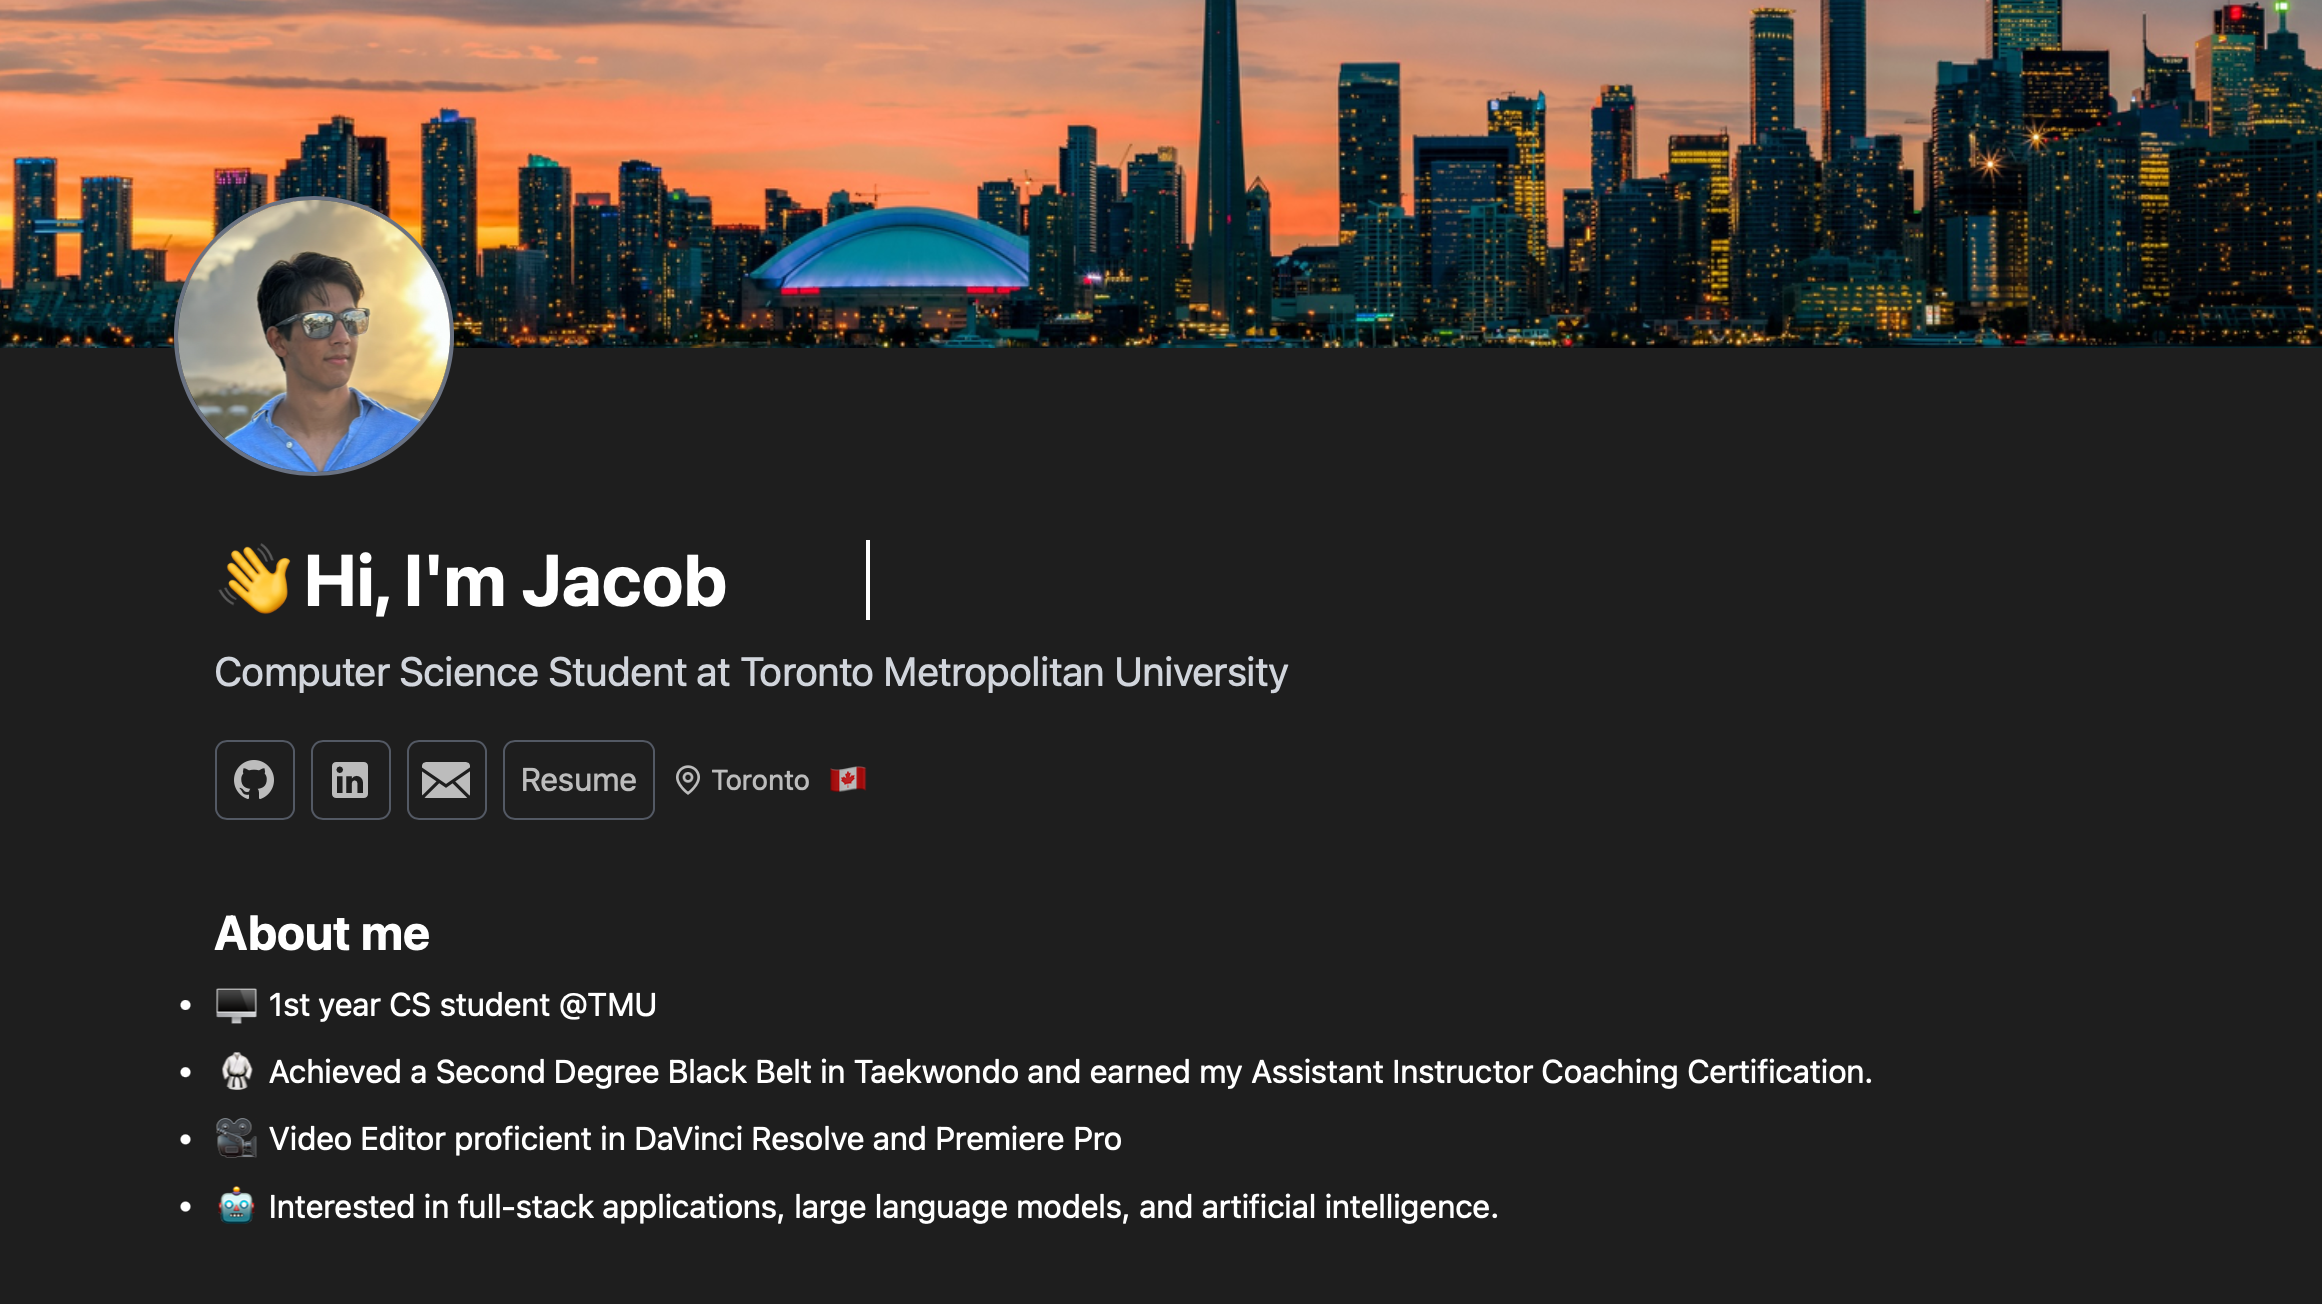 👋 Hi, I'm Jacob
Computer Science Student at Toronto Metropolitan University
Resume Toronto 🇨🇦
About me
• 🖥️ 1st year CS student @TMU
• 🥋 Achieved a Second Degree Black Belt in Taekwondo and earned my Assistant Instructor Coaching Certification.
• 🎥 Video Editor proficient in DaVinci Resolve and Premiere Pro
• 🤖 Interested in full-stack applications, large language models, and artificial intelligence.